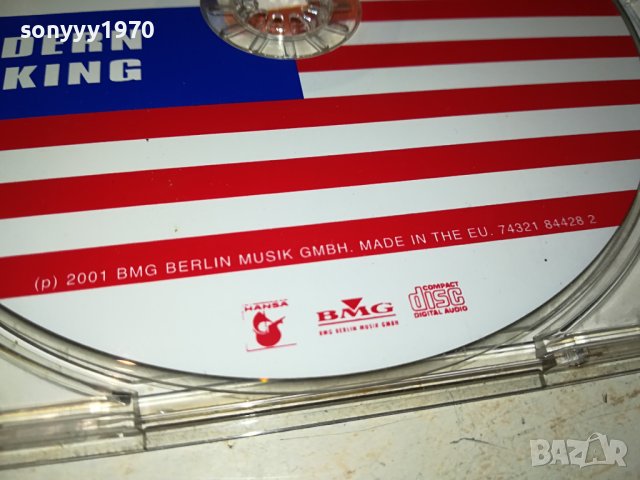 sonyyy1970
DERN
KING
(p) 2001 BMG BERLIN MUSIK GMBH. MADE IN THE EU. 74321 84428 2
HANSA
BMG
BMG BERLIN MUSIK GMBH
COMPACT
disc
DIGITAL AUDIO
BAZAR